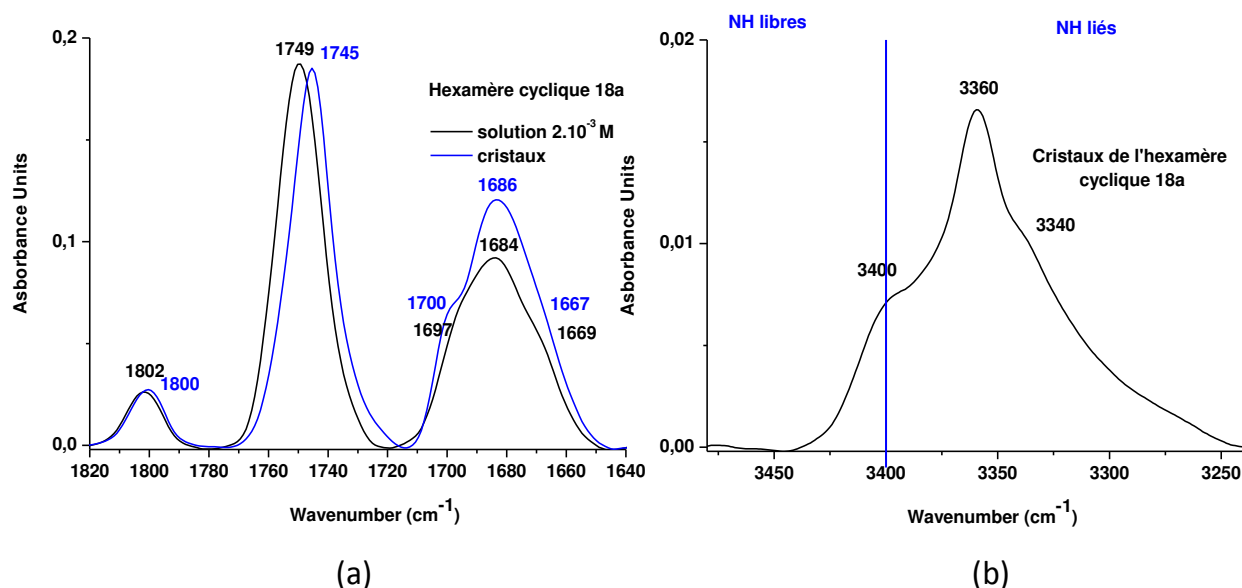 0,2
0,1
0,0
Asborbance Units
1749
1745
Hexamère cyclique 18a
solution 2.10-3 M
cristaux
1686
1684
1700
1697
1667
1669
1802
1800
1820 1800 1780 1760 1740 1720 1700 1680 1660 1640
Wavenumber (cm-1)
(a)
NH libres
NH liés
0,02
0,01
0,00
Asborbance Units
3360
Cristaux de l'hexamère
cyclique 18a
3340
3400
3450 3400 3350 3300 3250
Wavenumber (cm-1)
(b)